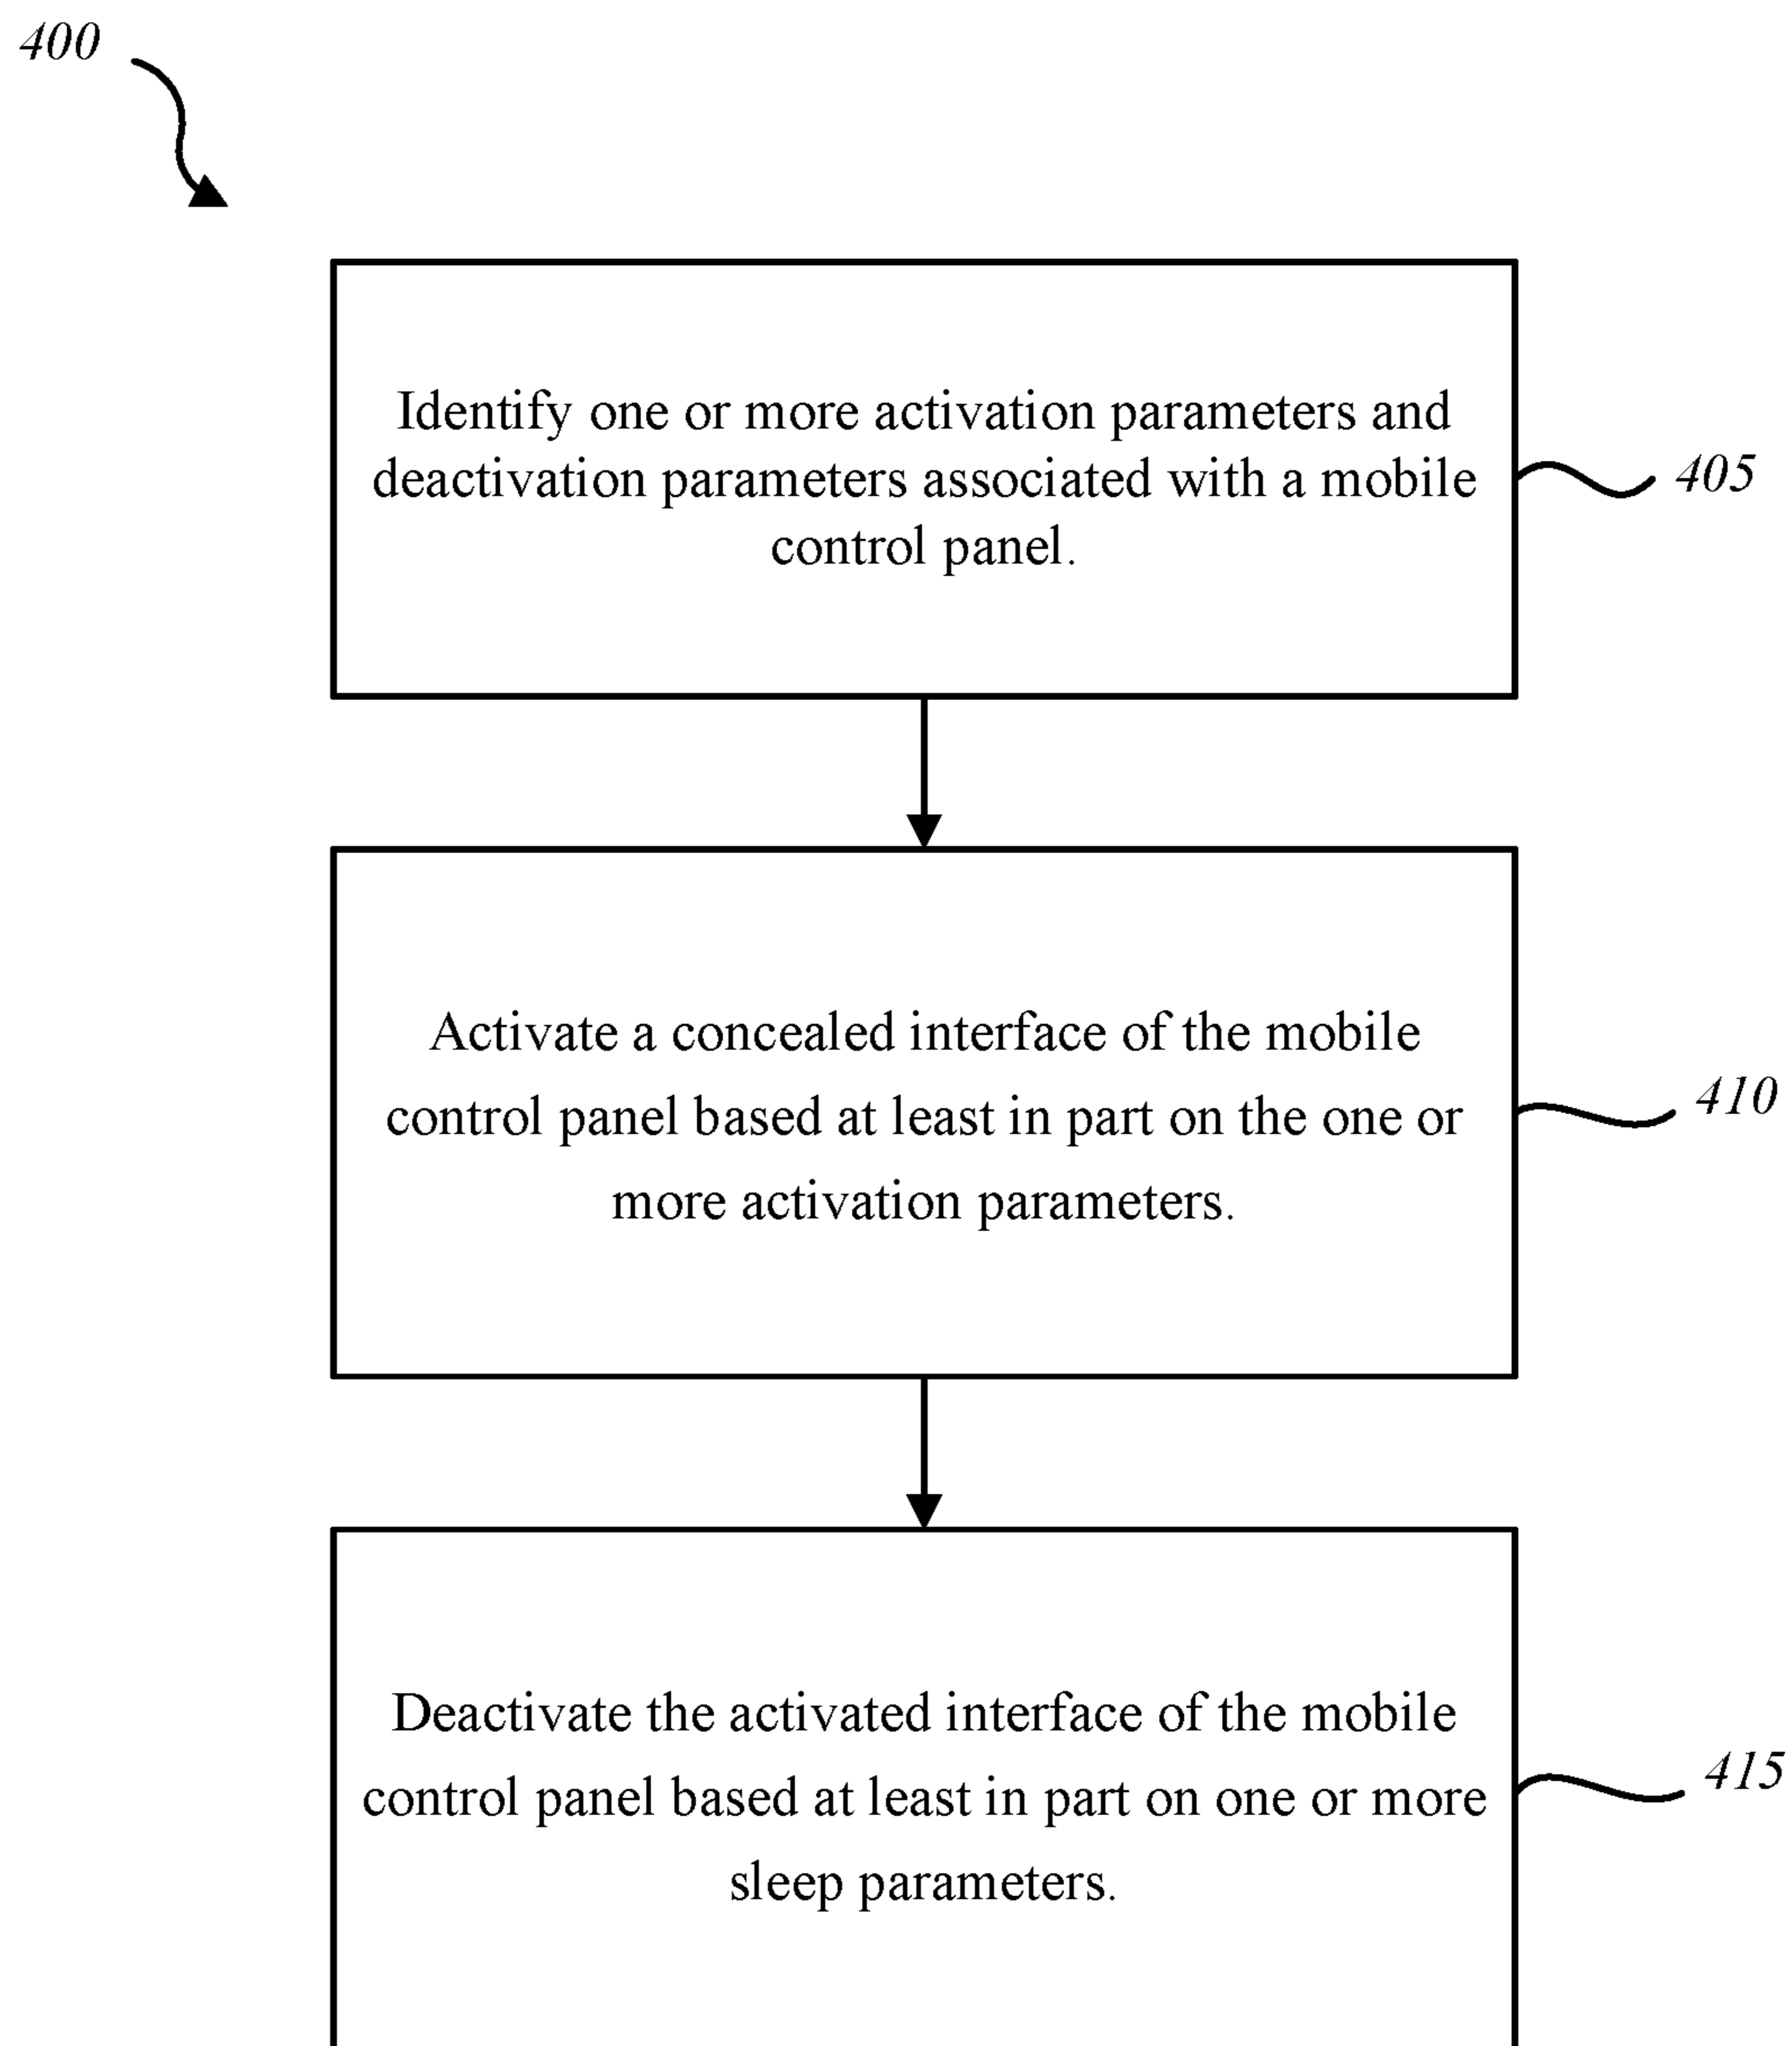 400
Identify one or more activation parameters and
deactivation parameters associated with a mobile
control panel.
405
Activate a concealed interface of the mobile
control panel based at least in part on the one or
more activation parameters.
410
Deactivate the activated interface of the mobile
control panel based at least in part on one or more
sleep parameters.
415